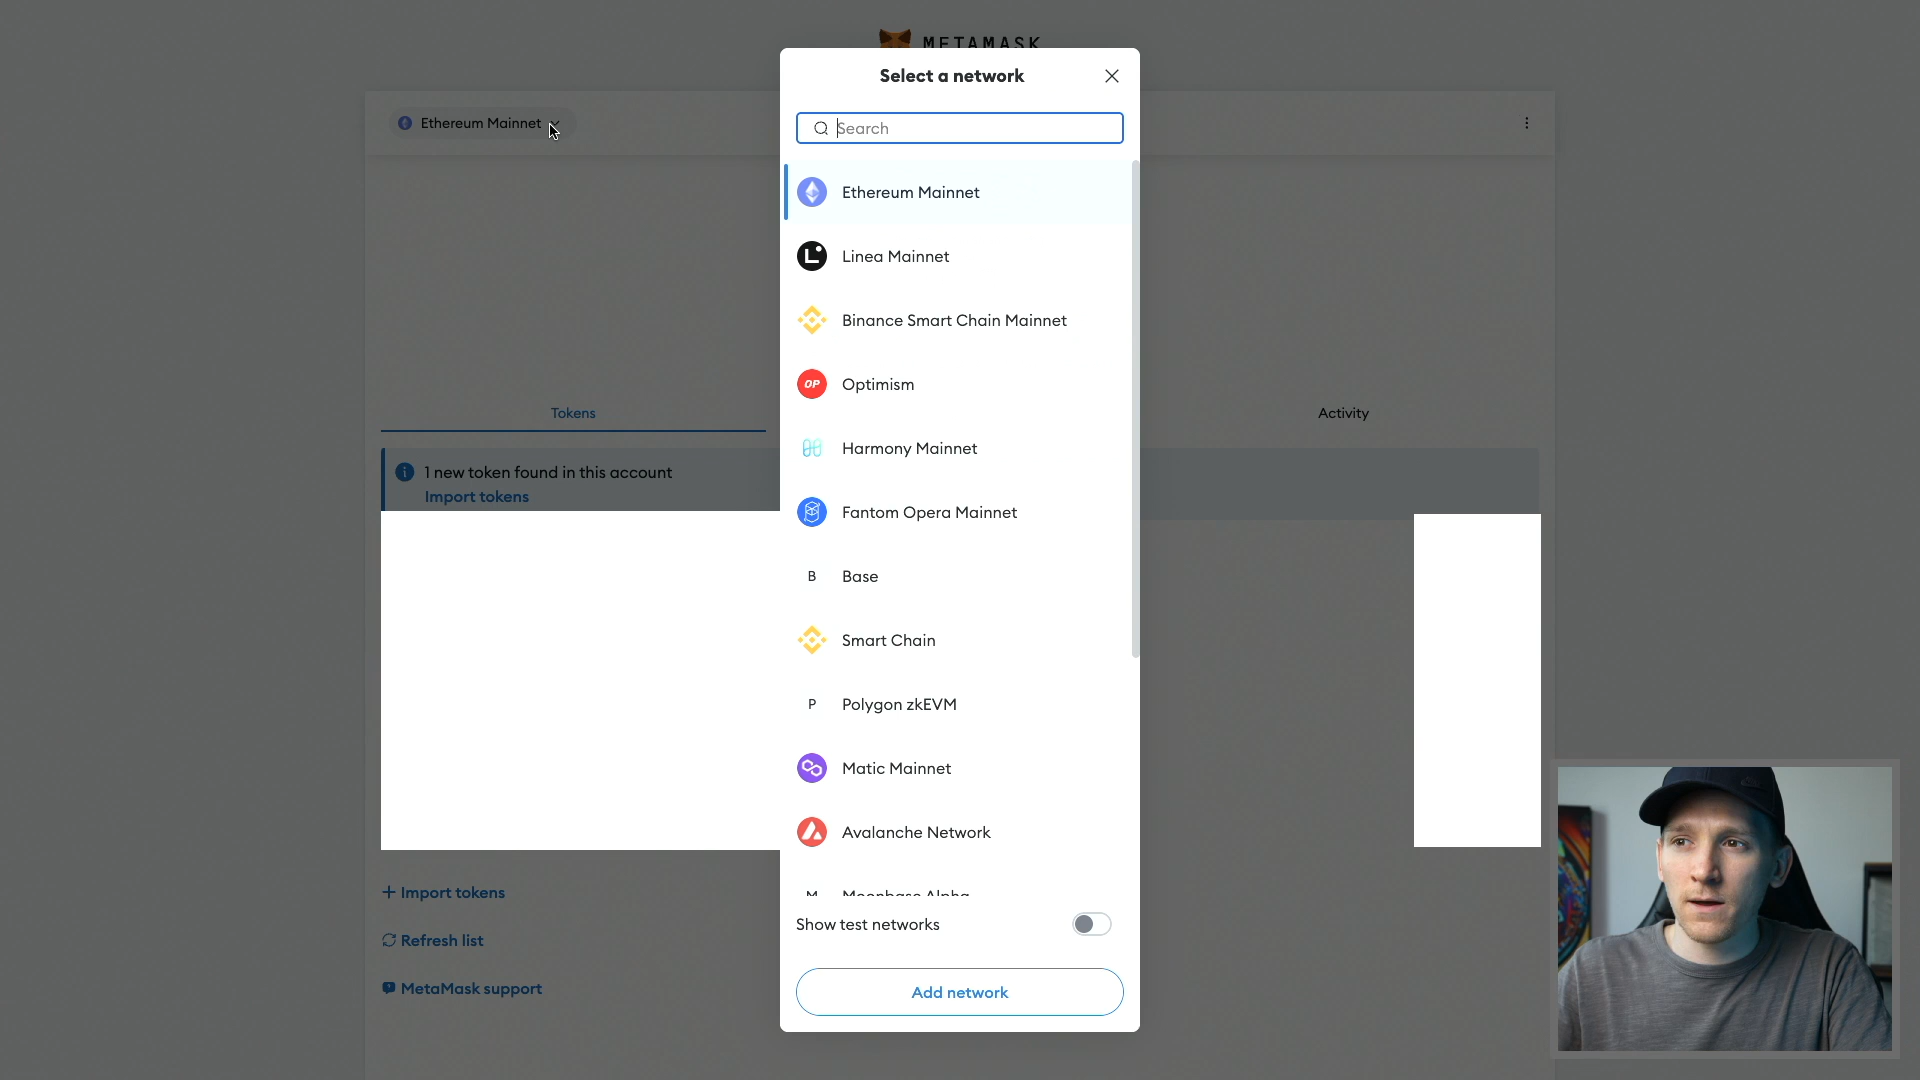 METAMASK
Select a network
Ethereum Mainnet
Search
Ethereum Mainnet
Linea Mainnet
Binance Smart Chain Mainnet
OP Optimism
Harmony Mainnet
Fantom Opera Mainnet
B Base
Smart Chain
P Polygon zkEVM
Matic Mainnet
Avalanche Network
M Moonbase Alpha
Show test networks
Add network
Tokens
Activity
1 new token found in this account
Import tokens
Import tokens
Refresh list
MetaMask support